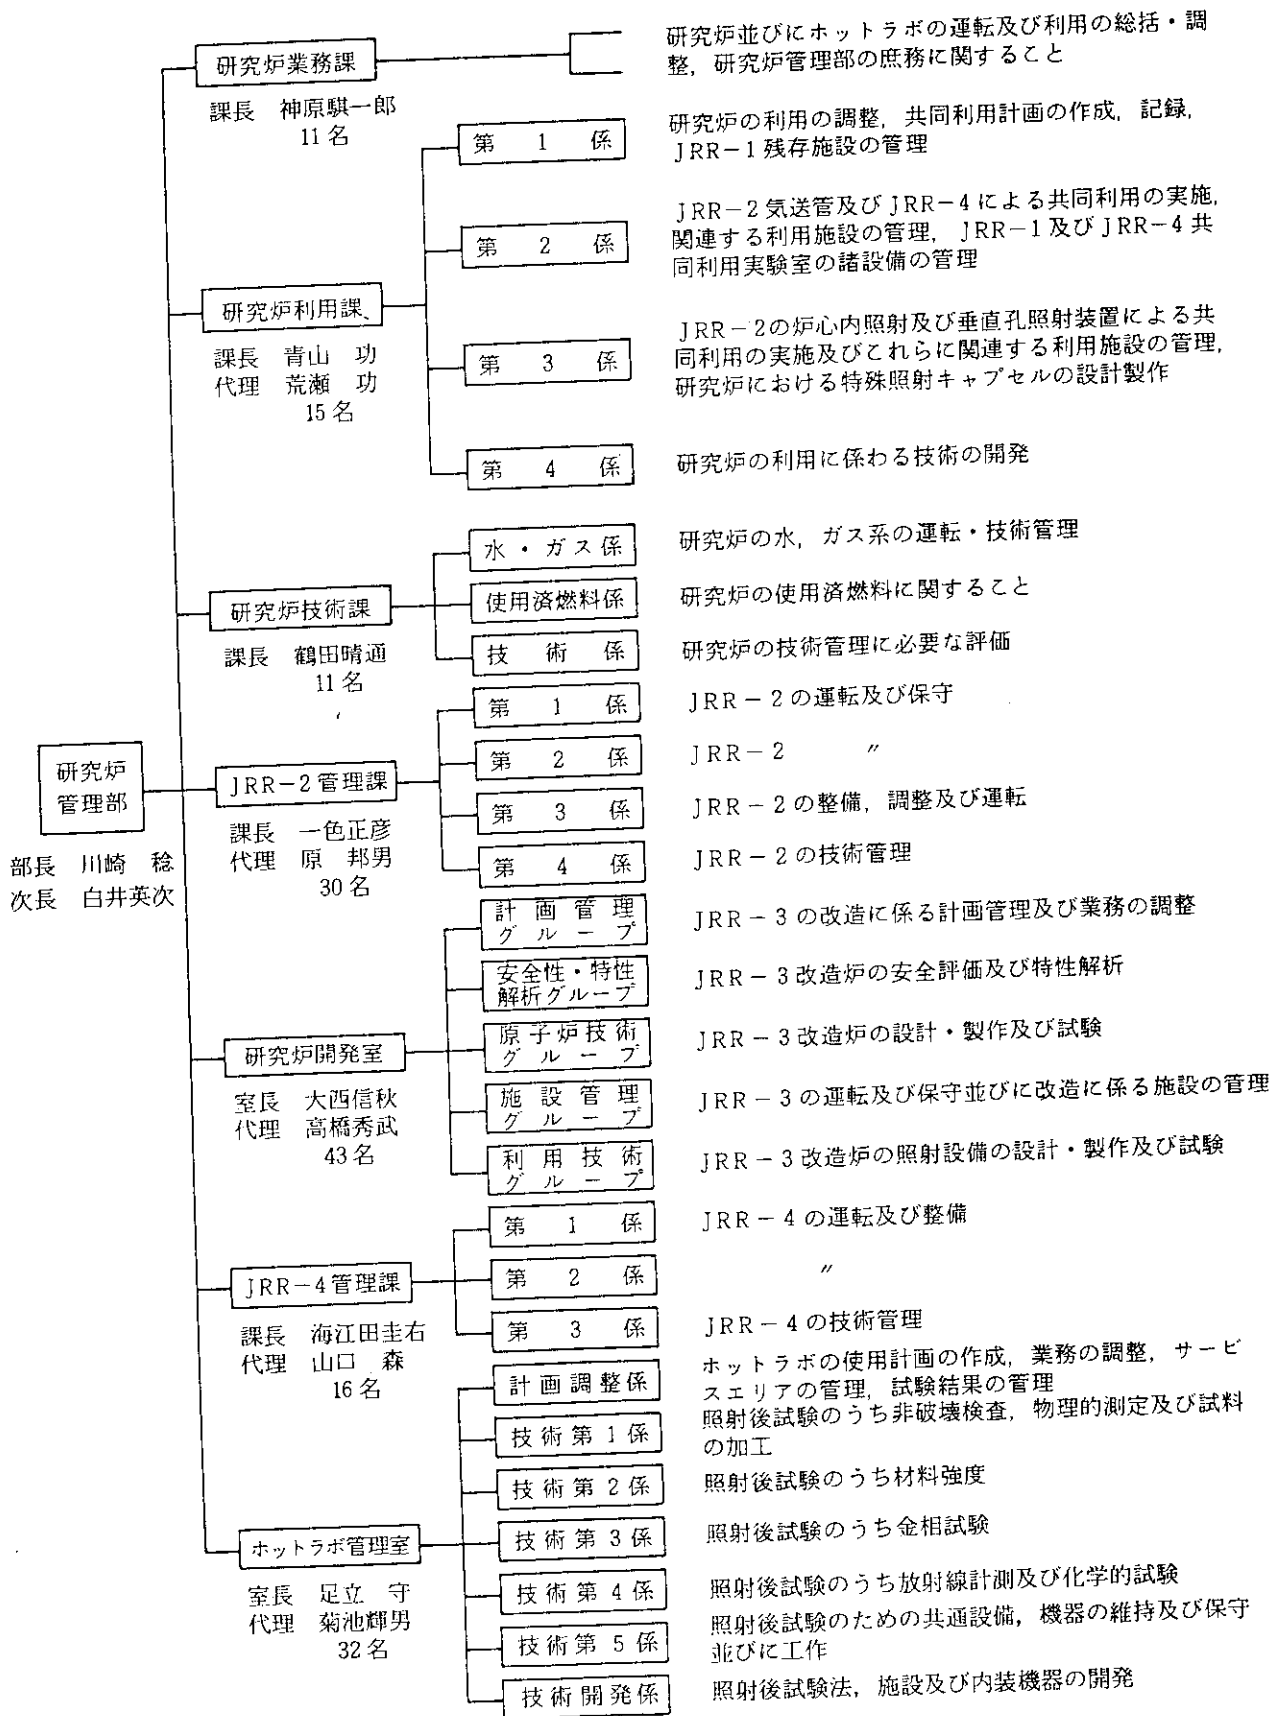 研究炉業務課
課長 神原騏一郎
11名
研究炉並びにホットラボの運転及び利用の総括・調
整，研究炉管理部の庶務に関すること
研究炉利用課
課長 青山 功
代理 荒瀬 功
15名
第 1 係
研究炉の利用の調整，共同利用計画の作成，記録，
JRR-1残存施設の管理
第 2 係
JRR-2気送管及びJRR-4による共同利用の実施，
関連する利用施設の管理，JRR-1及びJRR-4共
同利用実験室の諸設備の管理
第 3 係
JRR-2の炉心内照射及び垂直孔照射装置による共
同利用の実施及びこれらに関連する利用施設の管理，
研究炉における特殊照射キャプセルの設計製作
第 4 係
研究炉の利用に係わる技術の開発
研究炉技術課
課長 鶴田晴通
11名
水・ガス係
研究炉の水，ガス系の運転・技術管理
使用済燃料係
研究炉の使用済燃料に関すること
技術係
研究炉の技術管理に必要な評価
研究炉
管理部
部長 川崎 稔
次長 白井英次
JRR-2管理課
課長 一色正彦
代理 原 邦男
30名
第 1 係
JRR-2の運転及び保守
第 2 係
JRR-2 〃
第 3 係
JRR-2の整備，調整及び運転
第 4 係
JRR-2の技術管理
研究炉開発室
室長 大西信秋
代理 高橋秀武
43名
計画管理
グループ
JRR-3の改造に係る計画管理及び業務の調整
安全性・特性
解析グループ
JRR-3改造炉の安全評価及び特性解析
原子炉技術
グループ
JRR-3改造炉の設計・製作及び試験
施設管理
グループ
JRR-3の運転及び保守並びに改造に係る施設の管理
利用技術
グループ
JRR-3改造炉の照射設備の設計・製作及び試験
JRR-4管理課
課長 海江田圭右
代理 山口 森
16名
第 1 係
JRR-4の運転及び整備
第 2 係
〃
第 3 係
JRR-4の技術管理
ホットラボ管理室
室長 足立 守
代理 菊池輝男
32名
計画調整係
ホットラボの使用計画の作成，業務の調整，サービ
スエリアの管理，試験結果の管理
技術第1係
照射後試験のうち非破壊検査，物理的測定及び試料
の加工
技術第2係
照射後試験のうち材料強度
技術第3係
照射後試験のうち金相試験
技術第4係
照射後試験のうち放射線計測及び化学的試験
技術第5係
照射後試験のための共通設備，機器の維持及び保守
並びに工作
技術開発係
照射後試験法，施設及び内装機器の開発